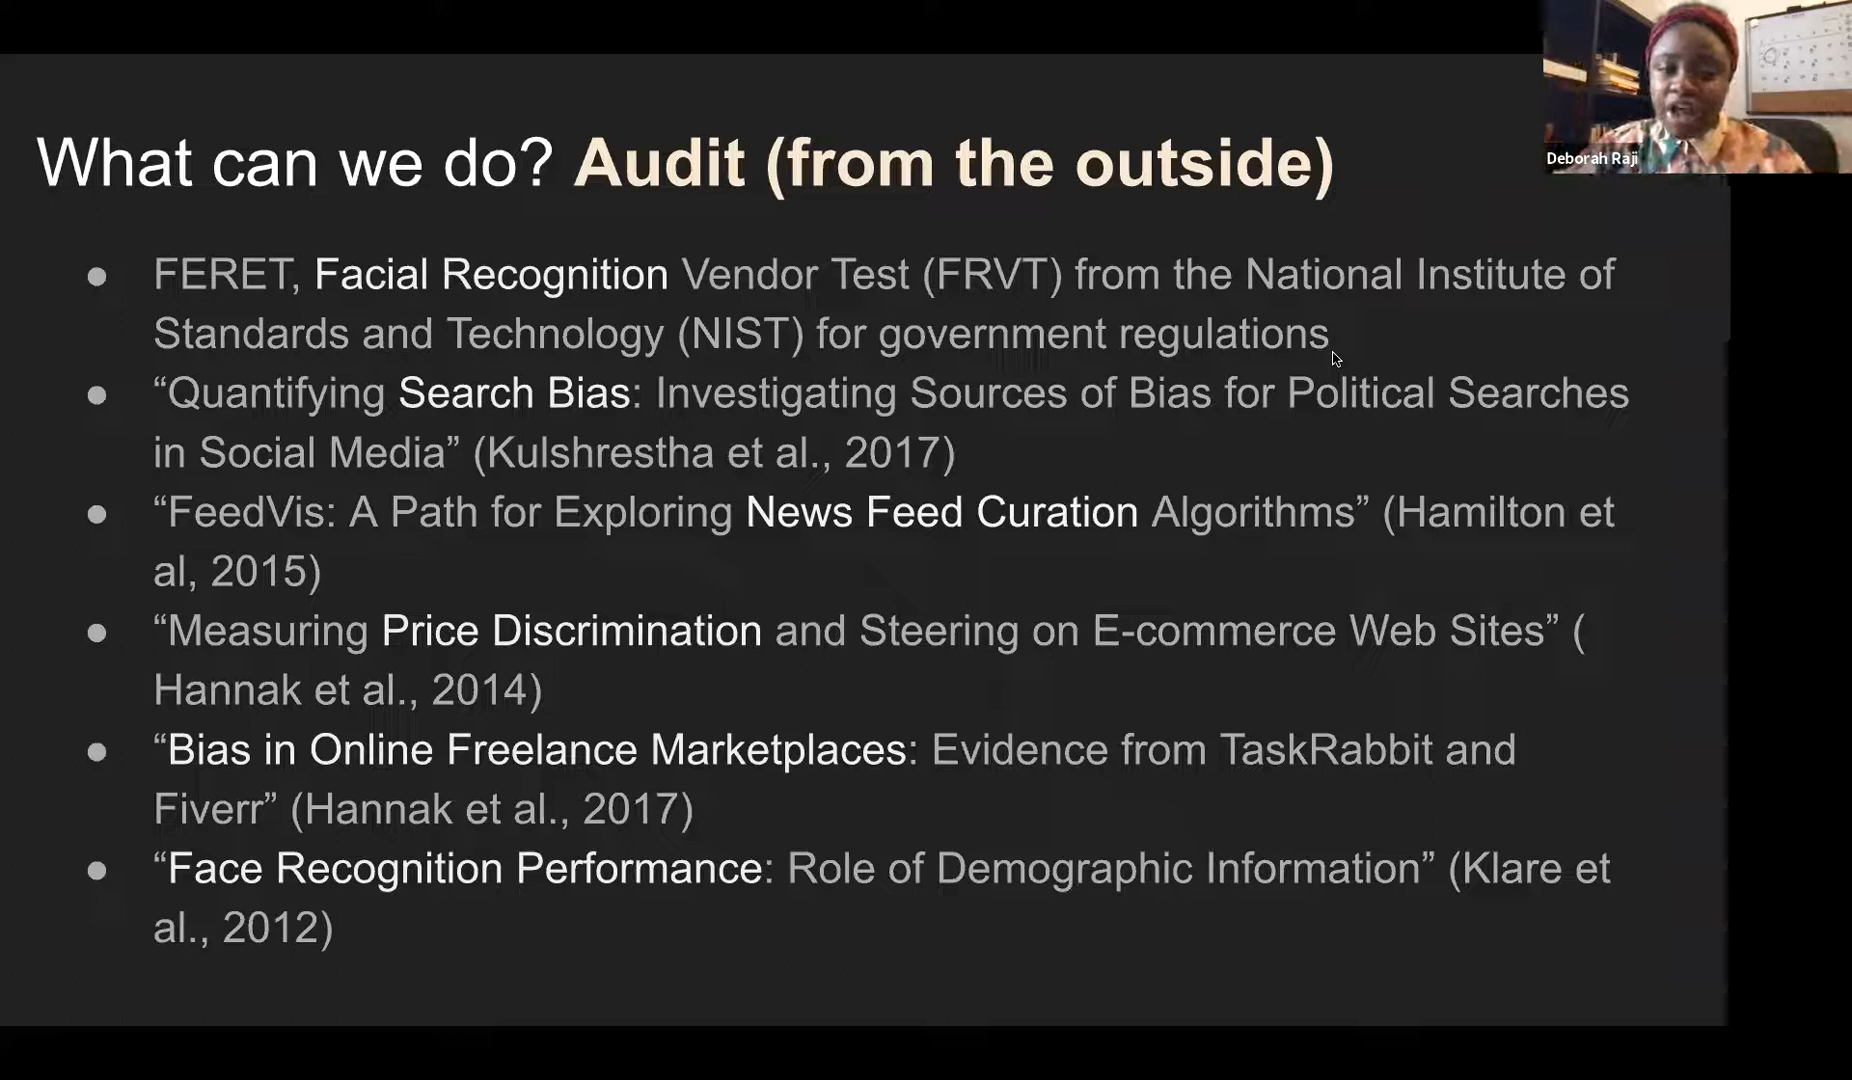 What can we do? Audit (from the outside)
Deborah Raji
● FERET, Facial Recognition Vendor Test (FRVT) from the National Institute of
Standards and Technology (NIST) for government regulations
● “Quantifying Search Bias: Investigating Sources of Bias for Political Searches
in Social Media” (Kulshrestha et al., 2017)
● “FeedVis: A Path for Exploring News Feed Curation Algorithms” (Hamilton et
al, 2015)
● “Measuring Price Discrimination and Steering on E-commerce Web Sites” (
Hannak et al., 2014)
● “Bias in Online Freelance Marketplaces: Evidence from TaskRabbit and
Fiverr” (Hannak et al., 2017)
● “Face Recognition Performance: Role of Demographic Information” (Klare et
al., 2012)